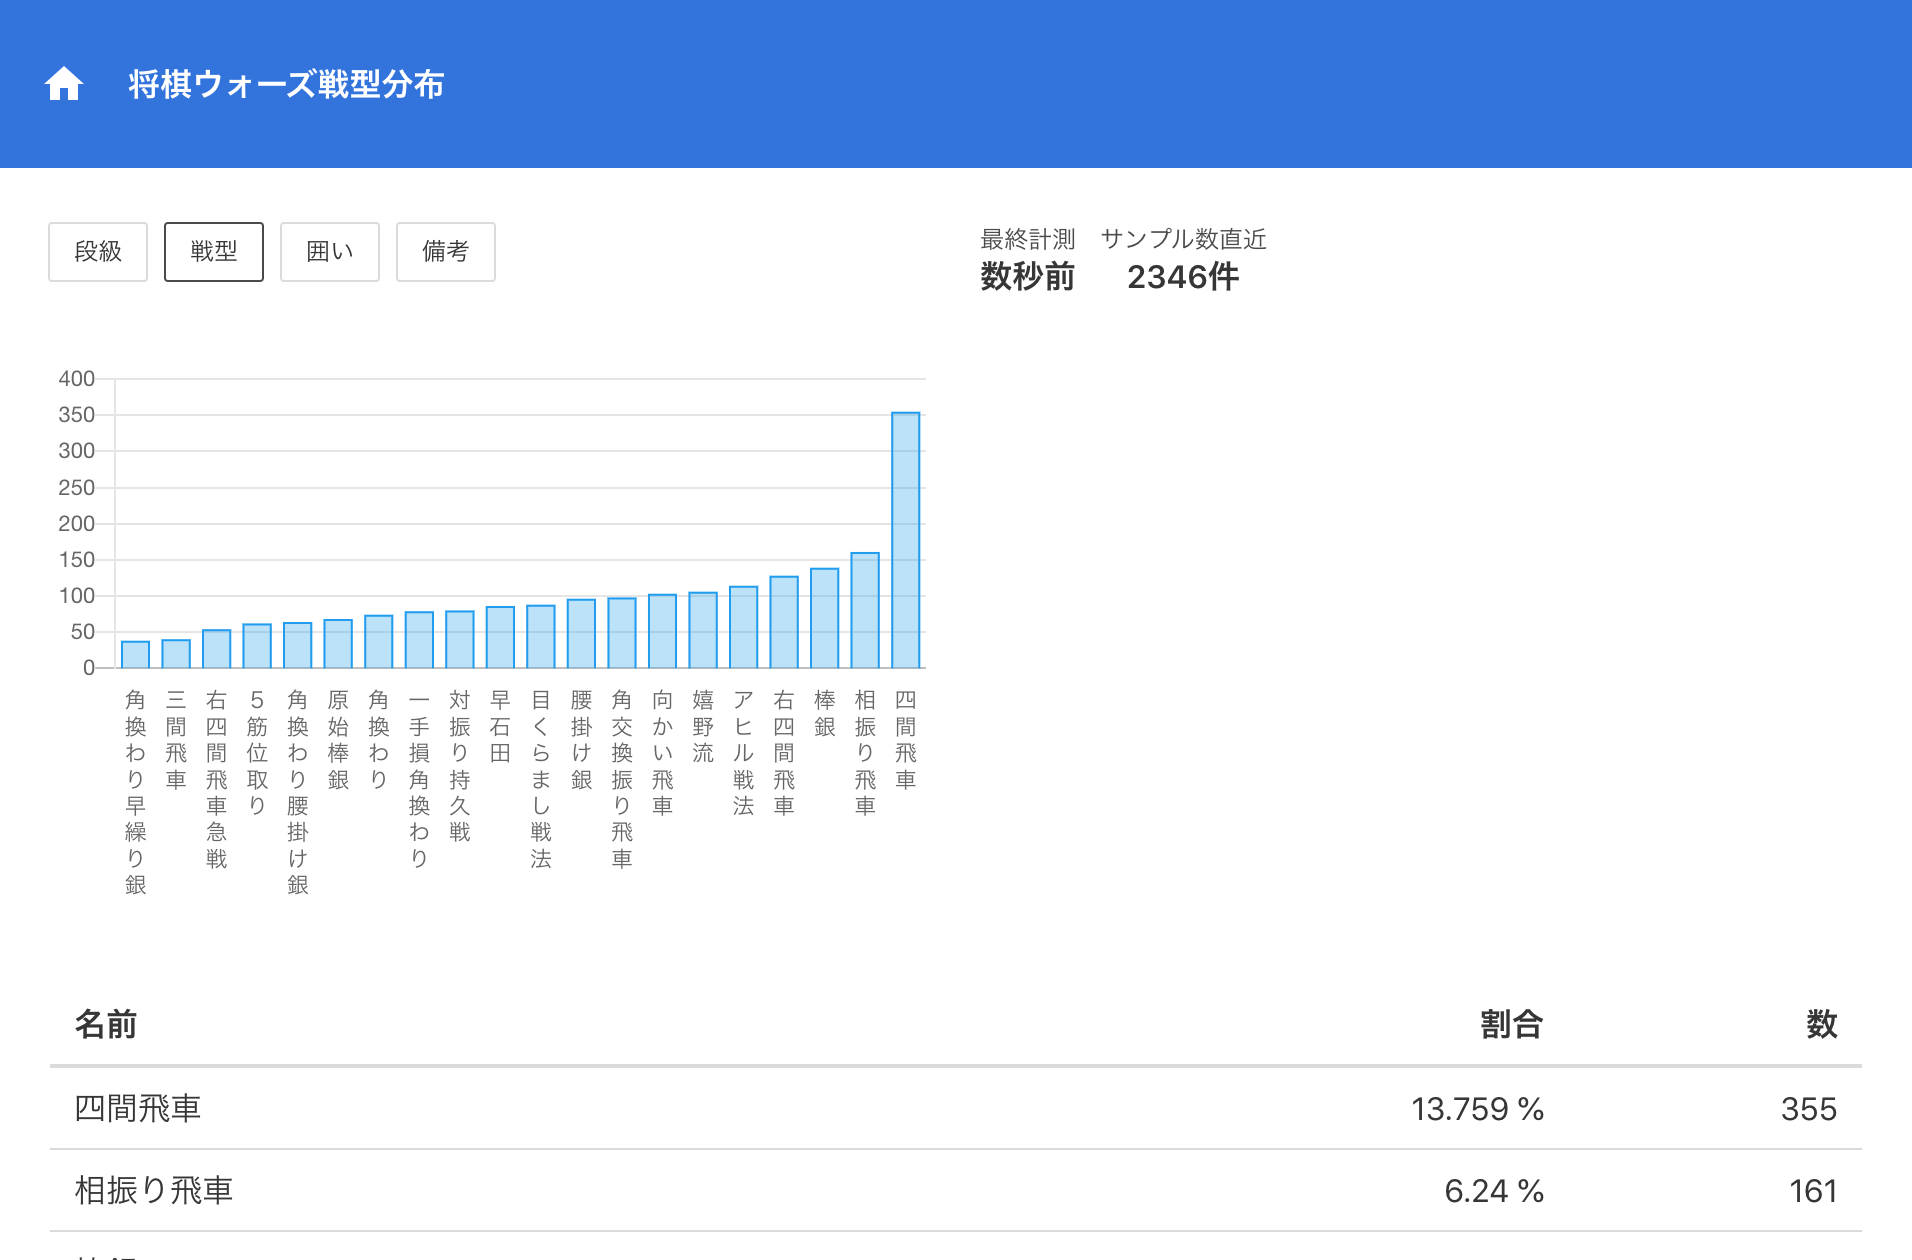 将棋ウォーズ戦型分布
段級 戦型 囲い 備考
最終計測 サンプル数直近
数秒前 2346件
400
350
300
250
200
150
100
50
0
角換わり早繰り銀
三間飛車
右四間飛車急戦
5筋位取り
角換わり腰掛け銀
原始棒銀
角換わり
一手損角換わり
対振り持久戦
早石田
目くらまし戦法
腰掛け銀
角交換振り飛車
向かい飛車
嬉野流
アヒル戦法
右四間飛車
棒銀
相振り飛車
四間飛車
名前 割合 数
四間飛車 13.759 % 355
相振り飛車 6.24 % 161